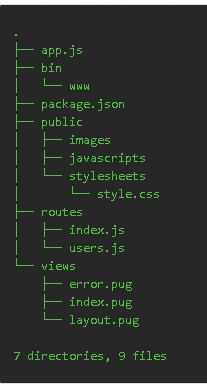 .
├── app.js
├── bin
│   └── www
├── package.json
├── public
│   ├── images
│   ├── javascripts
│   └── stylesheets
│       └── style.css
├── routes
│   ├── index.js
│   └── users.js
└── views
    ├── error.pug
    ├── index.pug
    └── layout.pug

7 directories, 9 files